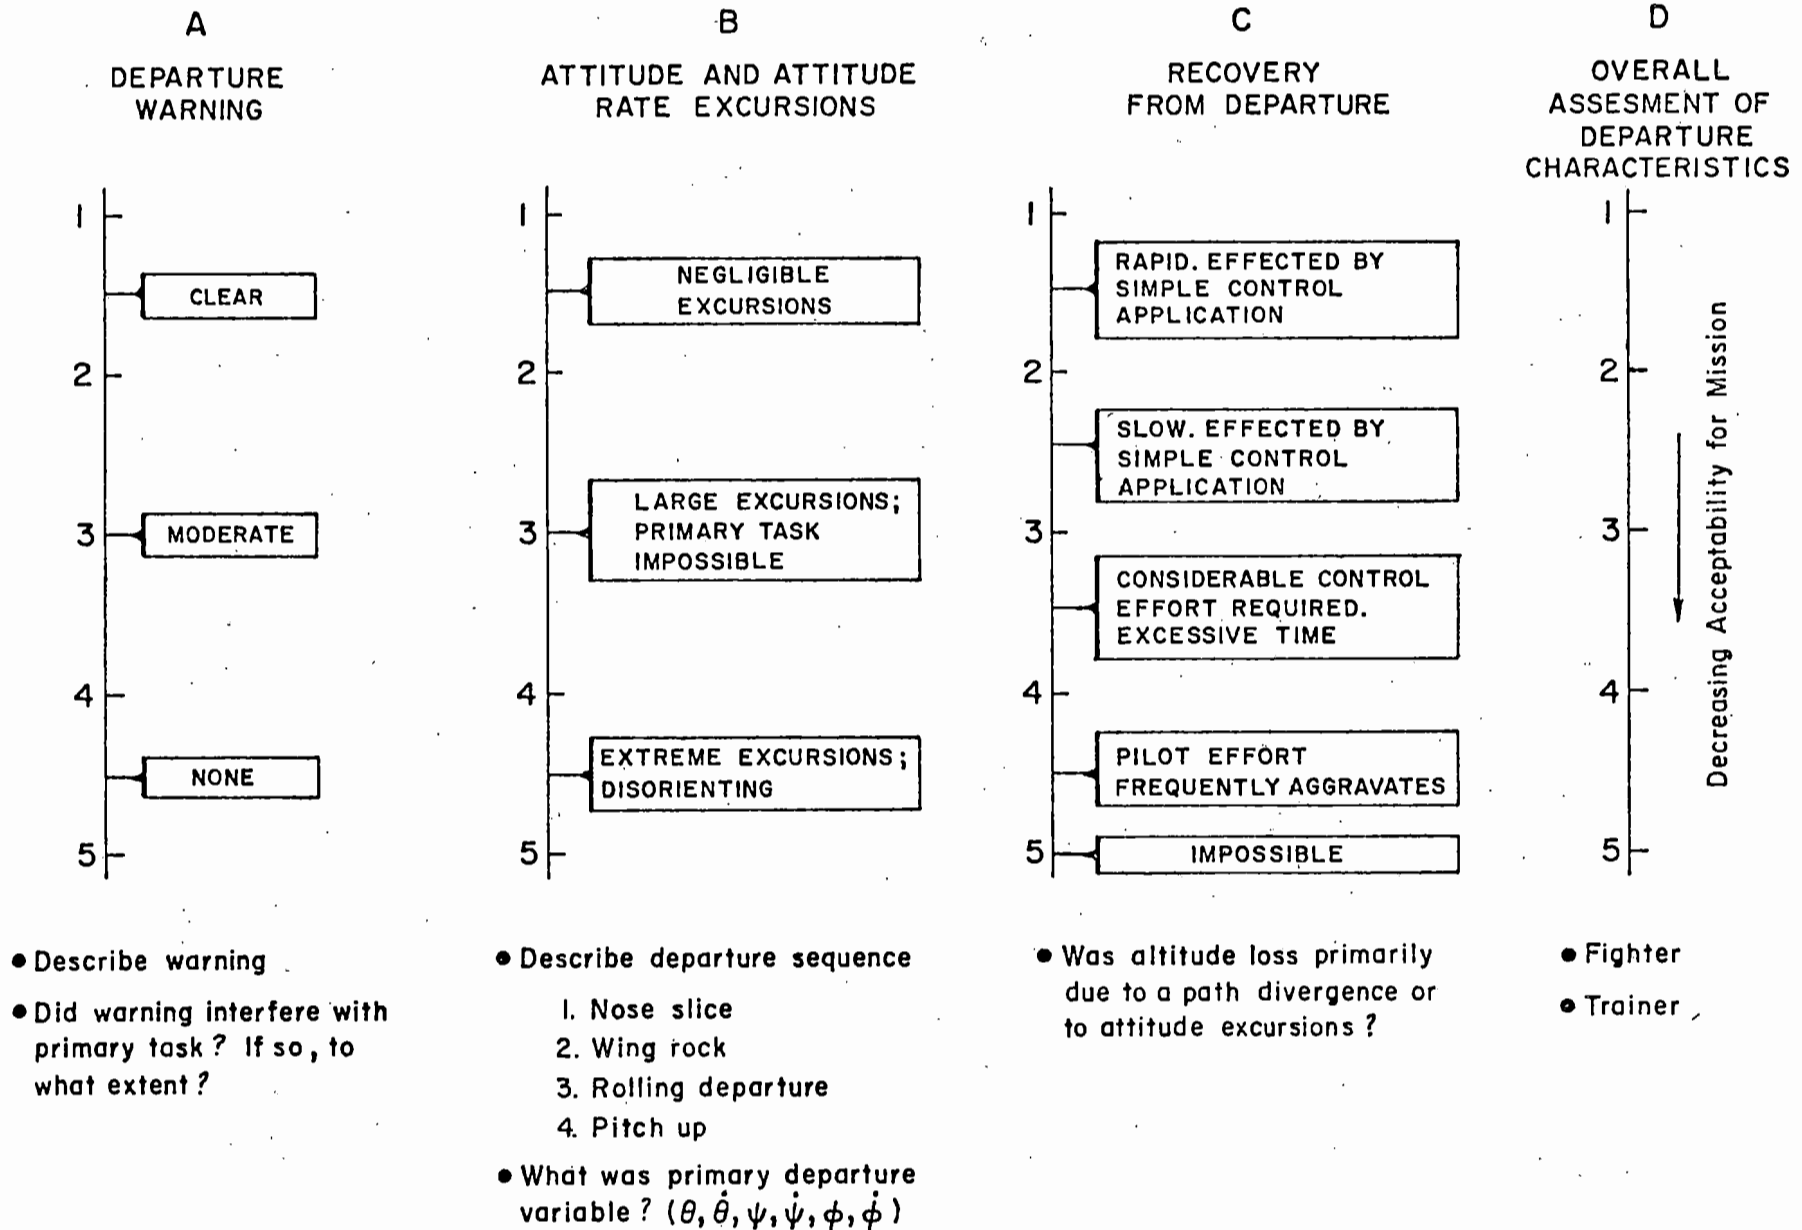 A
DEPARTURE
WARNING
1
CLEAR
2
3
MODERATE
4
NONE
5
• Describe warning
• Did warning interfere with
primary task? If so, to
what extent?
B
ATTITUDE AND ATTITUDE
RATE EXCURSIONS
1
NEGLIGIBLE
EXCURSIONS
2
LARGE EXCURSIONS;
3
PRIMARY TASK
IMPOSSIBLE
4
EXTREME EXCURSIONS;
DISORIENTING
5
• Describe departure sequence
1. Nose slice
2. Wing rock
3. Rolling departure
4. Pitch up
• What was primary departure
variable? (θ, θ̇, ψ, ψ̇, ϕ, ϕ̇)
C
RECOVERY
FROM DEPARTURE
1
RAPID. EFFECTED BY
SIMPLE CONTROL
APPLICATION
2
SLOW. EFFECTED BY
SIMPLE CONTROL
APPLICATION
3
CONSIDERABLE CONTROL
EFFORT REQUIRED.
EXCESSIVE TIME
4
PILOT EFFORT
FREQUENTLY AGGRAVATES
5
IMPOSSIBLE
• Was altitude loss primarily
due to a path divergence or
to attitude excursions?
D
OVERALL
ASSESMENT OF
DEPARTURE
CHARACTERISTICS
1
2
3
4
5
Decreasing Acceptability for Mission
• Fighter
• Trainer